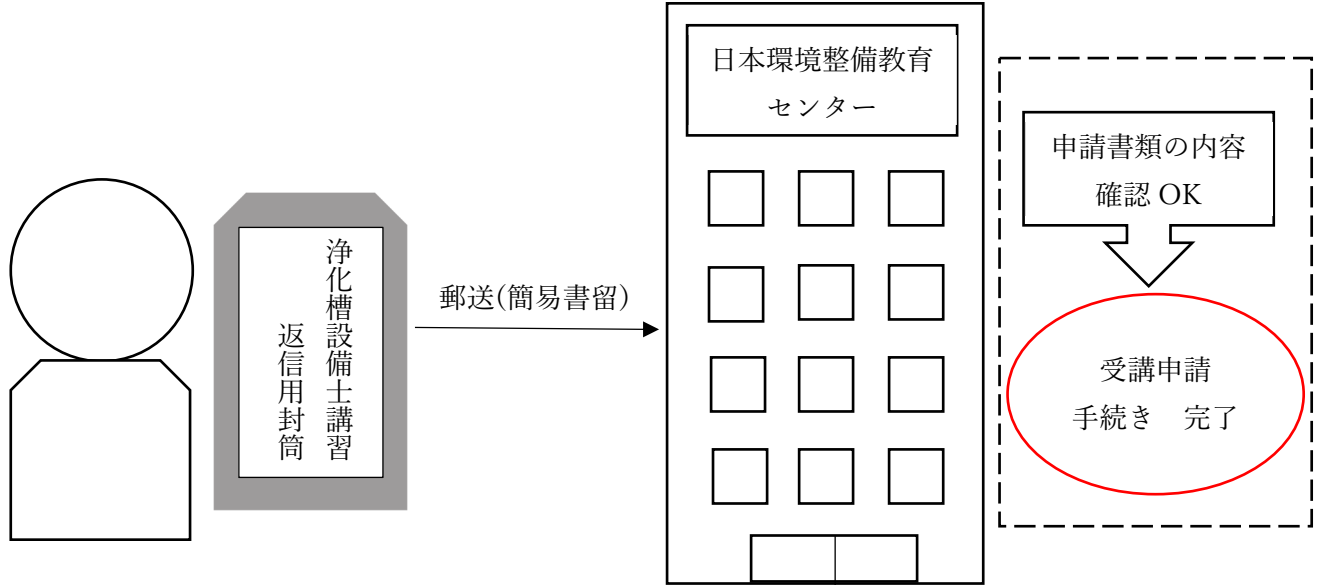 浄化槽設備士講習
返信用封筒
郵送(簡易書留)
日本環境整備教育
センター
申請書類の内容
確認 OK
受講申請
手続き　完了